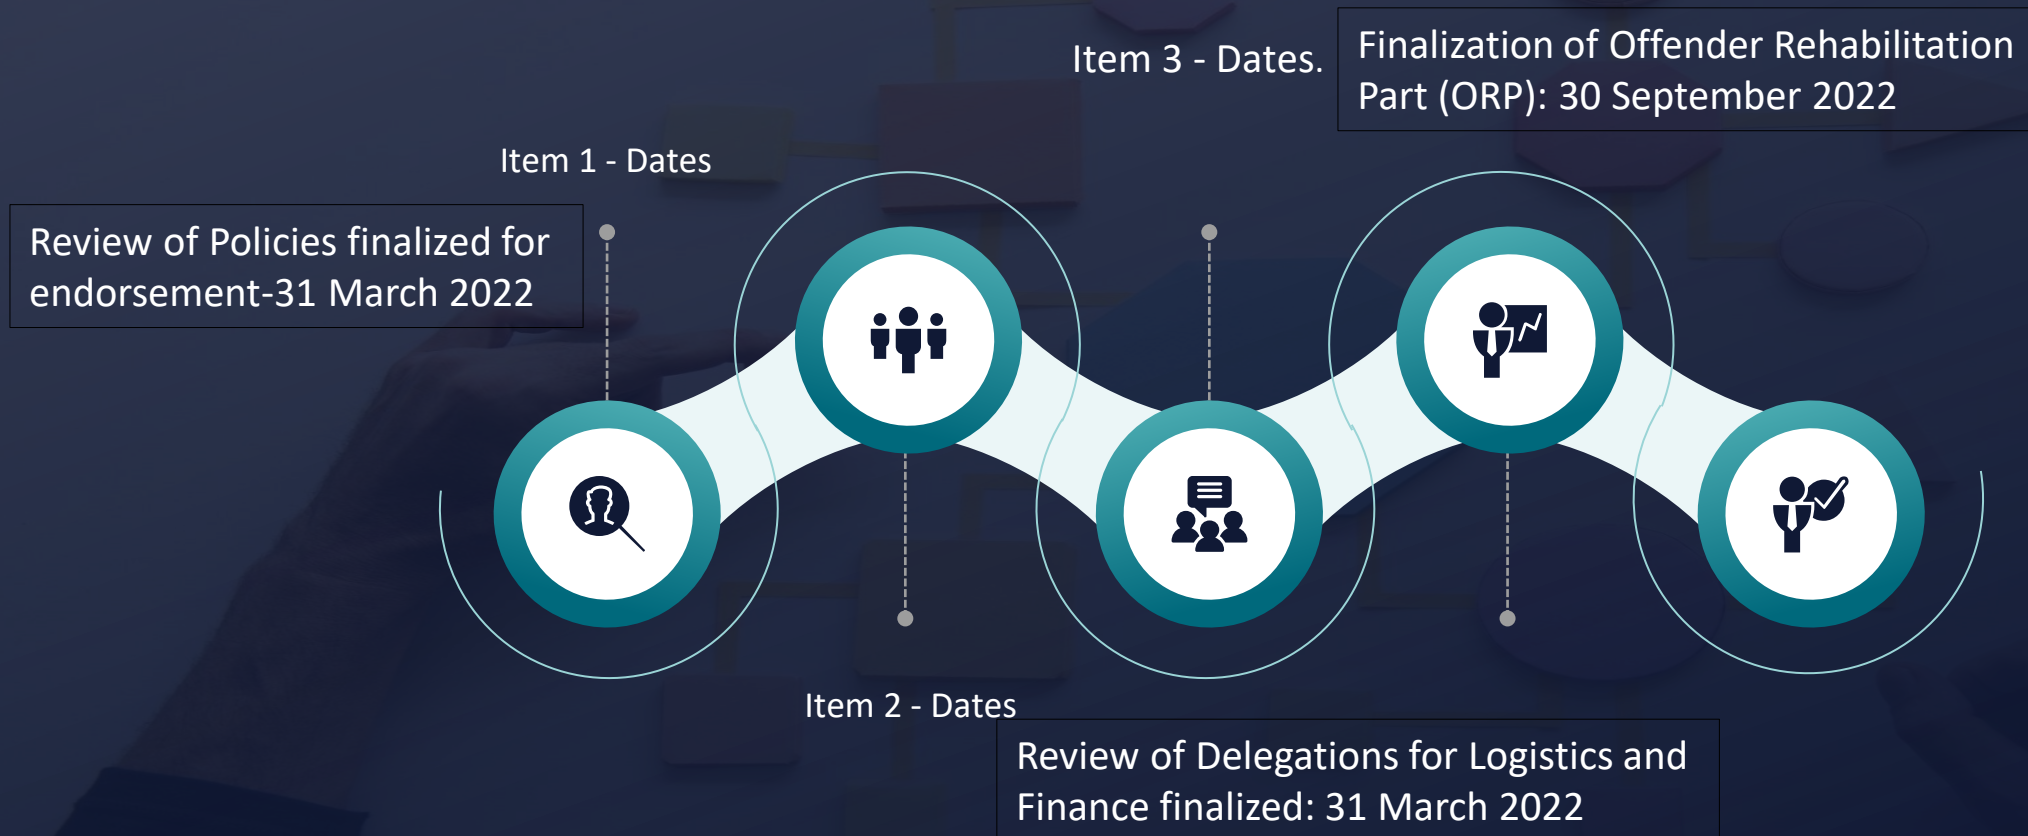 Item 1 - Dates
Review of Policies finalized for
endorsement-31 March 2022
Item 2 - Dates
Review of Delegations for Logistics and
Finance finalized: 31 March 2022
Item 3 - Dates.
Finalization of Offender Rehabilitation
Part (ORP): 30 September 2022